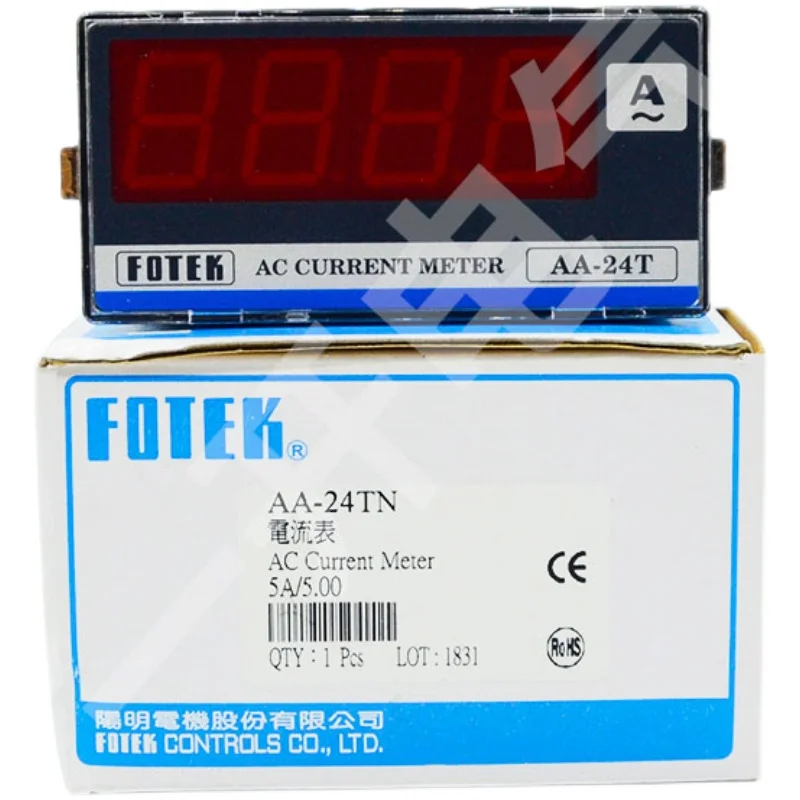 8888
A
~
FOTEK AC CURRENT METER AA-24T
FOTEK®
AA-24TN
電流表
AC Current Meter
5A/5.00
CE
RoHS
QTY : 1 Pcs LOT : 1831
陽明電機股份有限公司
FOTEK CONTROLS CO., LTD.